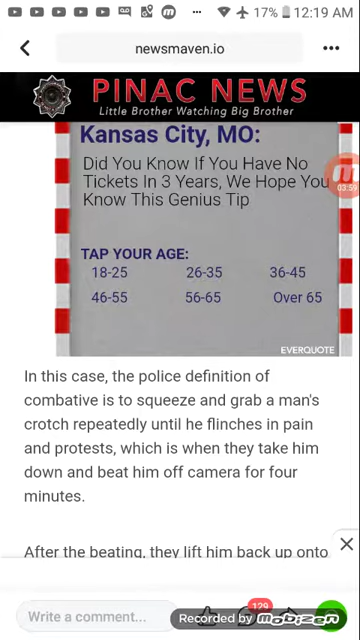 17% 12:19 AM
newsmaven.io
PINAC NEWS
Little Brother Watching Big Brother
Kansas City, MO:
Did You Know If You Have No
Tickets In 3 Years, We Hope You
Know This Genius Tip
03:59
TAP YOUR AGE:
18-25 26-35 36-45
46-55 56-65 Over 65
EVERQUOTE
In this case, the police definition of
combative is to squeeze and grab a man's
crotch repeatedly until he flinches in pain
and protests, which is when they take him
down and beat him off camera for four
minutes.
After the beating, they lift him back up onto
129
Write a comment...
Recorded by mobizen